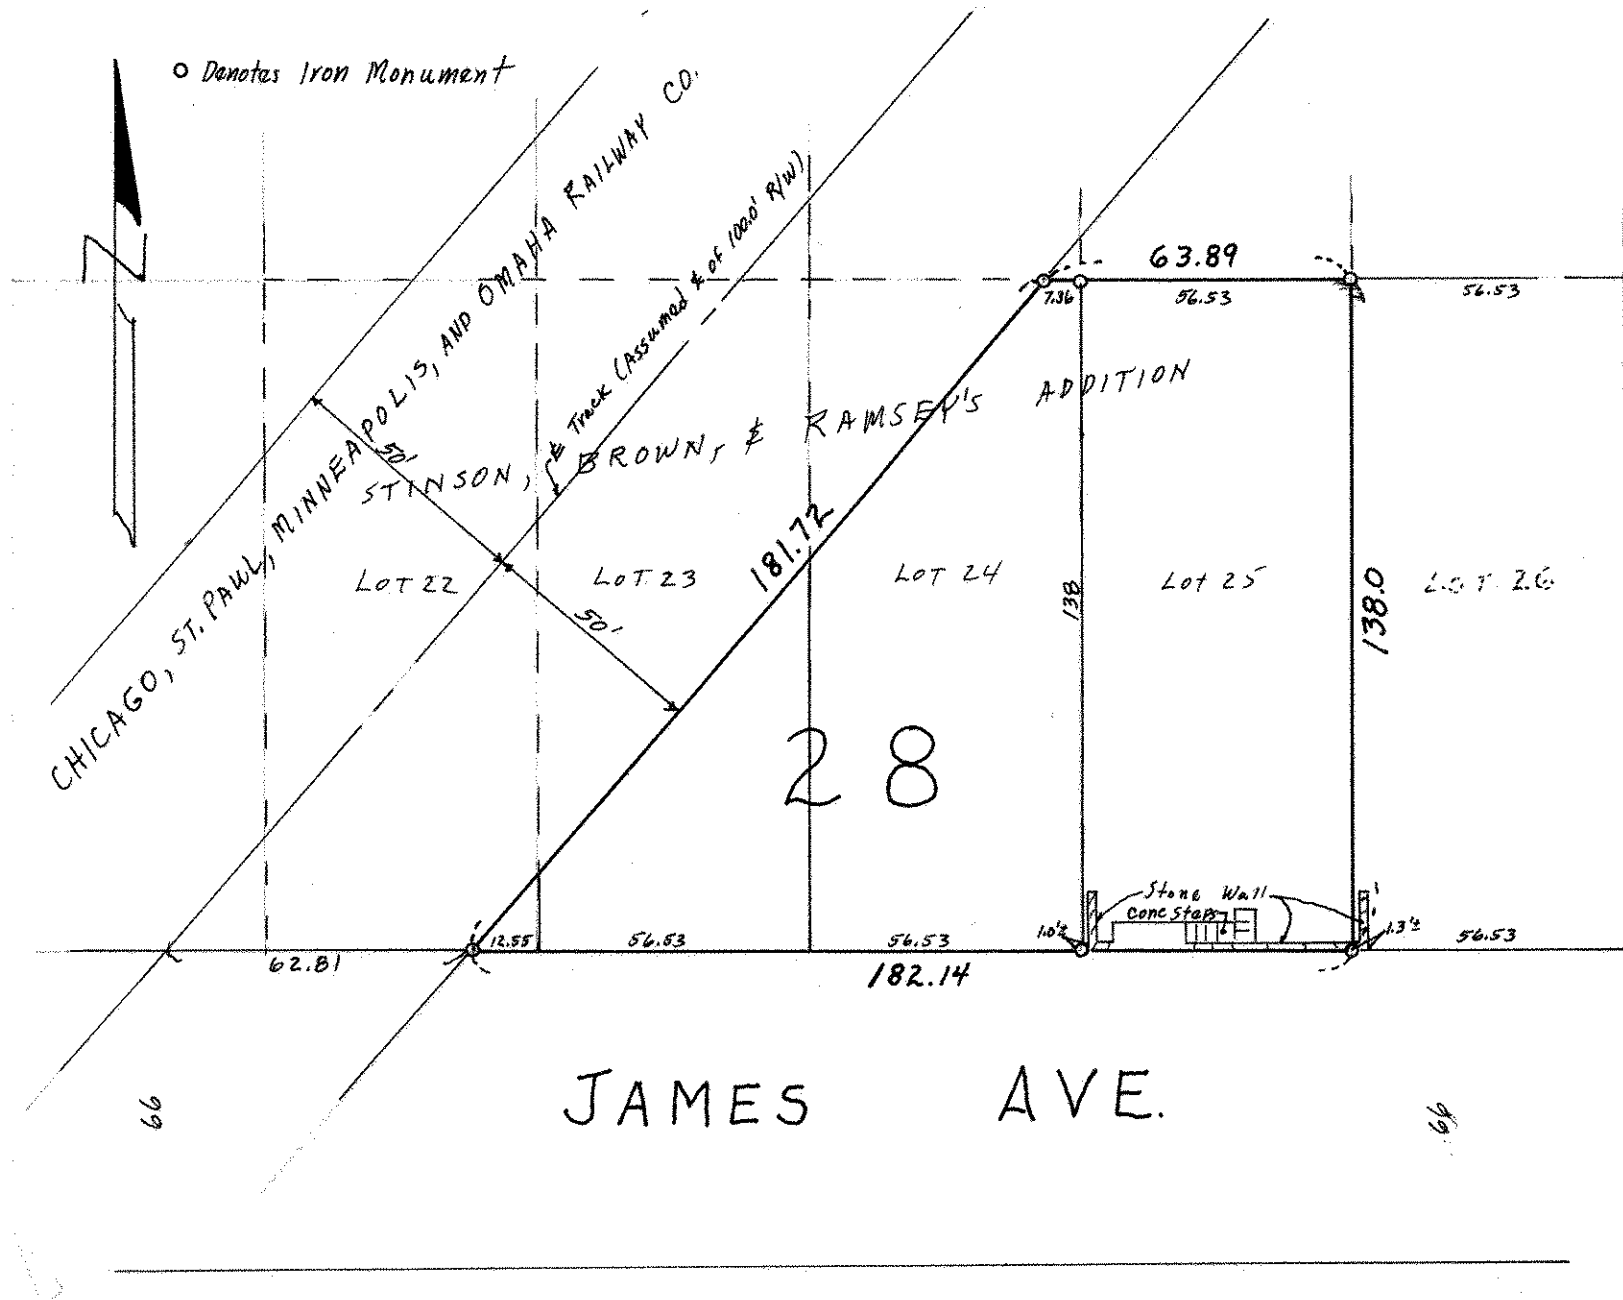 o Denotes Iron Monument
N
CHICAGO, ST. PAUL, MINNEAPOLIS, AND OMAHA RAILWAY CO.
℄ Track (Assumed ℄ of 100.0' R/W)
63.89
7.36
56.53
56.53
STINSON, BROWN, & RAMSEY'S ADDITION
50'
50'
181.72
LOT 22
LOT 23
LOT 24
138
Lot 25
138.0
LOT 26
28
Stone Wall
Conc Steps
62.81
12.55
56.53
56.53
1.0'±
1.3'±
56.53
182.14
JAMES AVE.
66
66